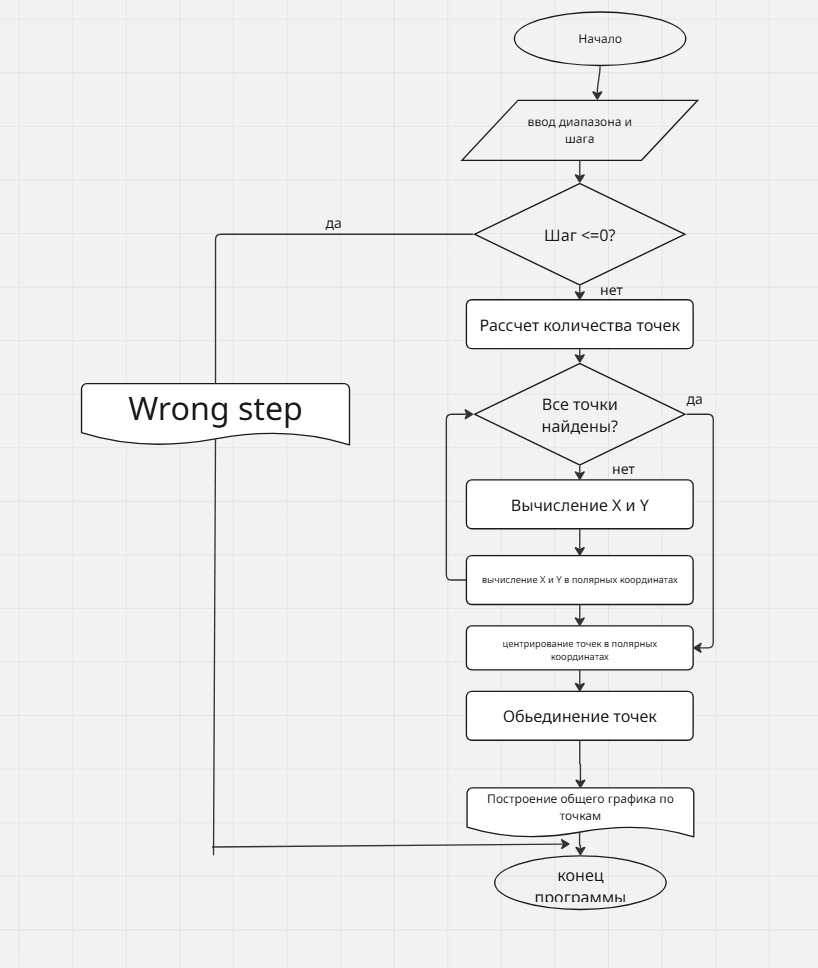 Начало
ввод диапазона и
шага
да
Шаг <=0?
нет
Рассчет количества точек
Wrong step
Все точки
найдены?
да
нет
Вычисление X и Y
вычисление X и Y в полярных координатах
центрирование точек в полярных
координатах
Обьединение точек
Построение общего графика по
точкам
конец
программы